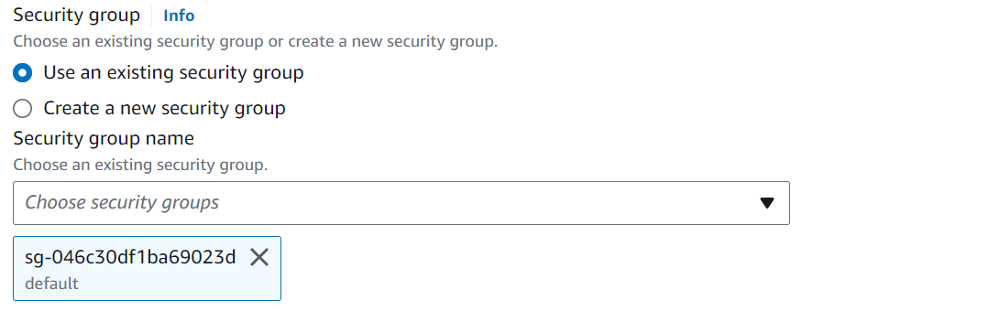 Security group Info
Choose an existing security group or create a new security group.
Use an existing security group
Create a new security group
Security group name
Choose an existing security group.
Choose security groups
sg-046c30df1ba69023d
default